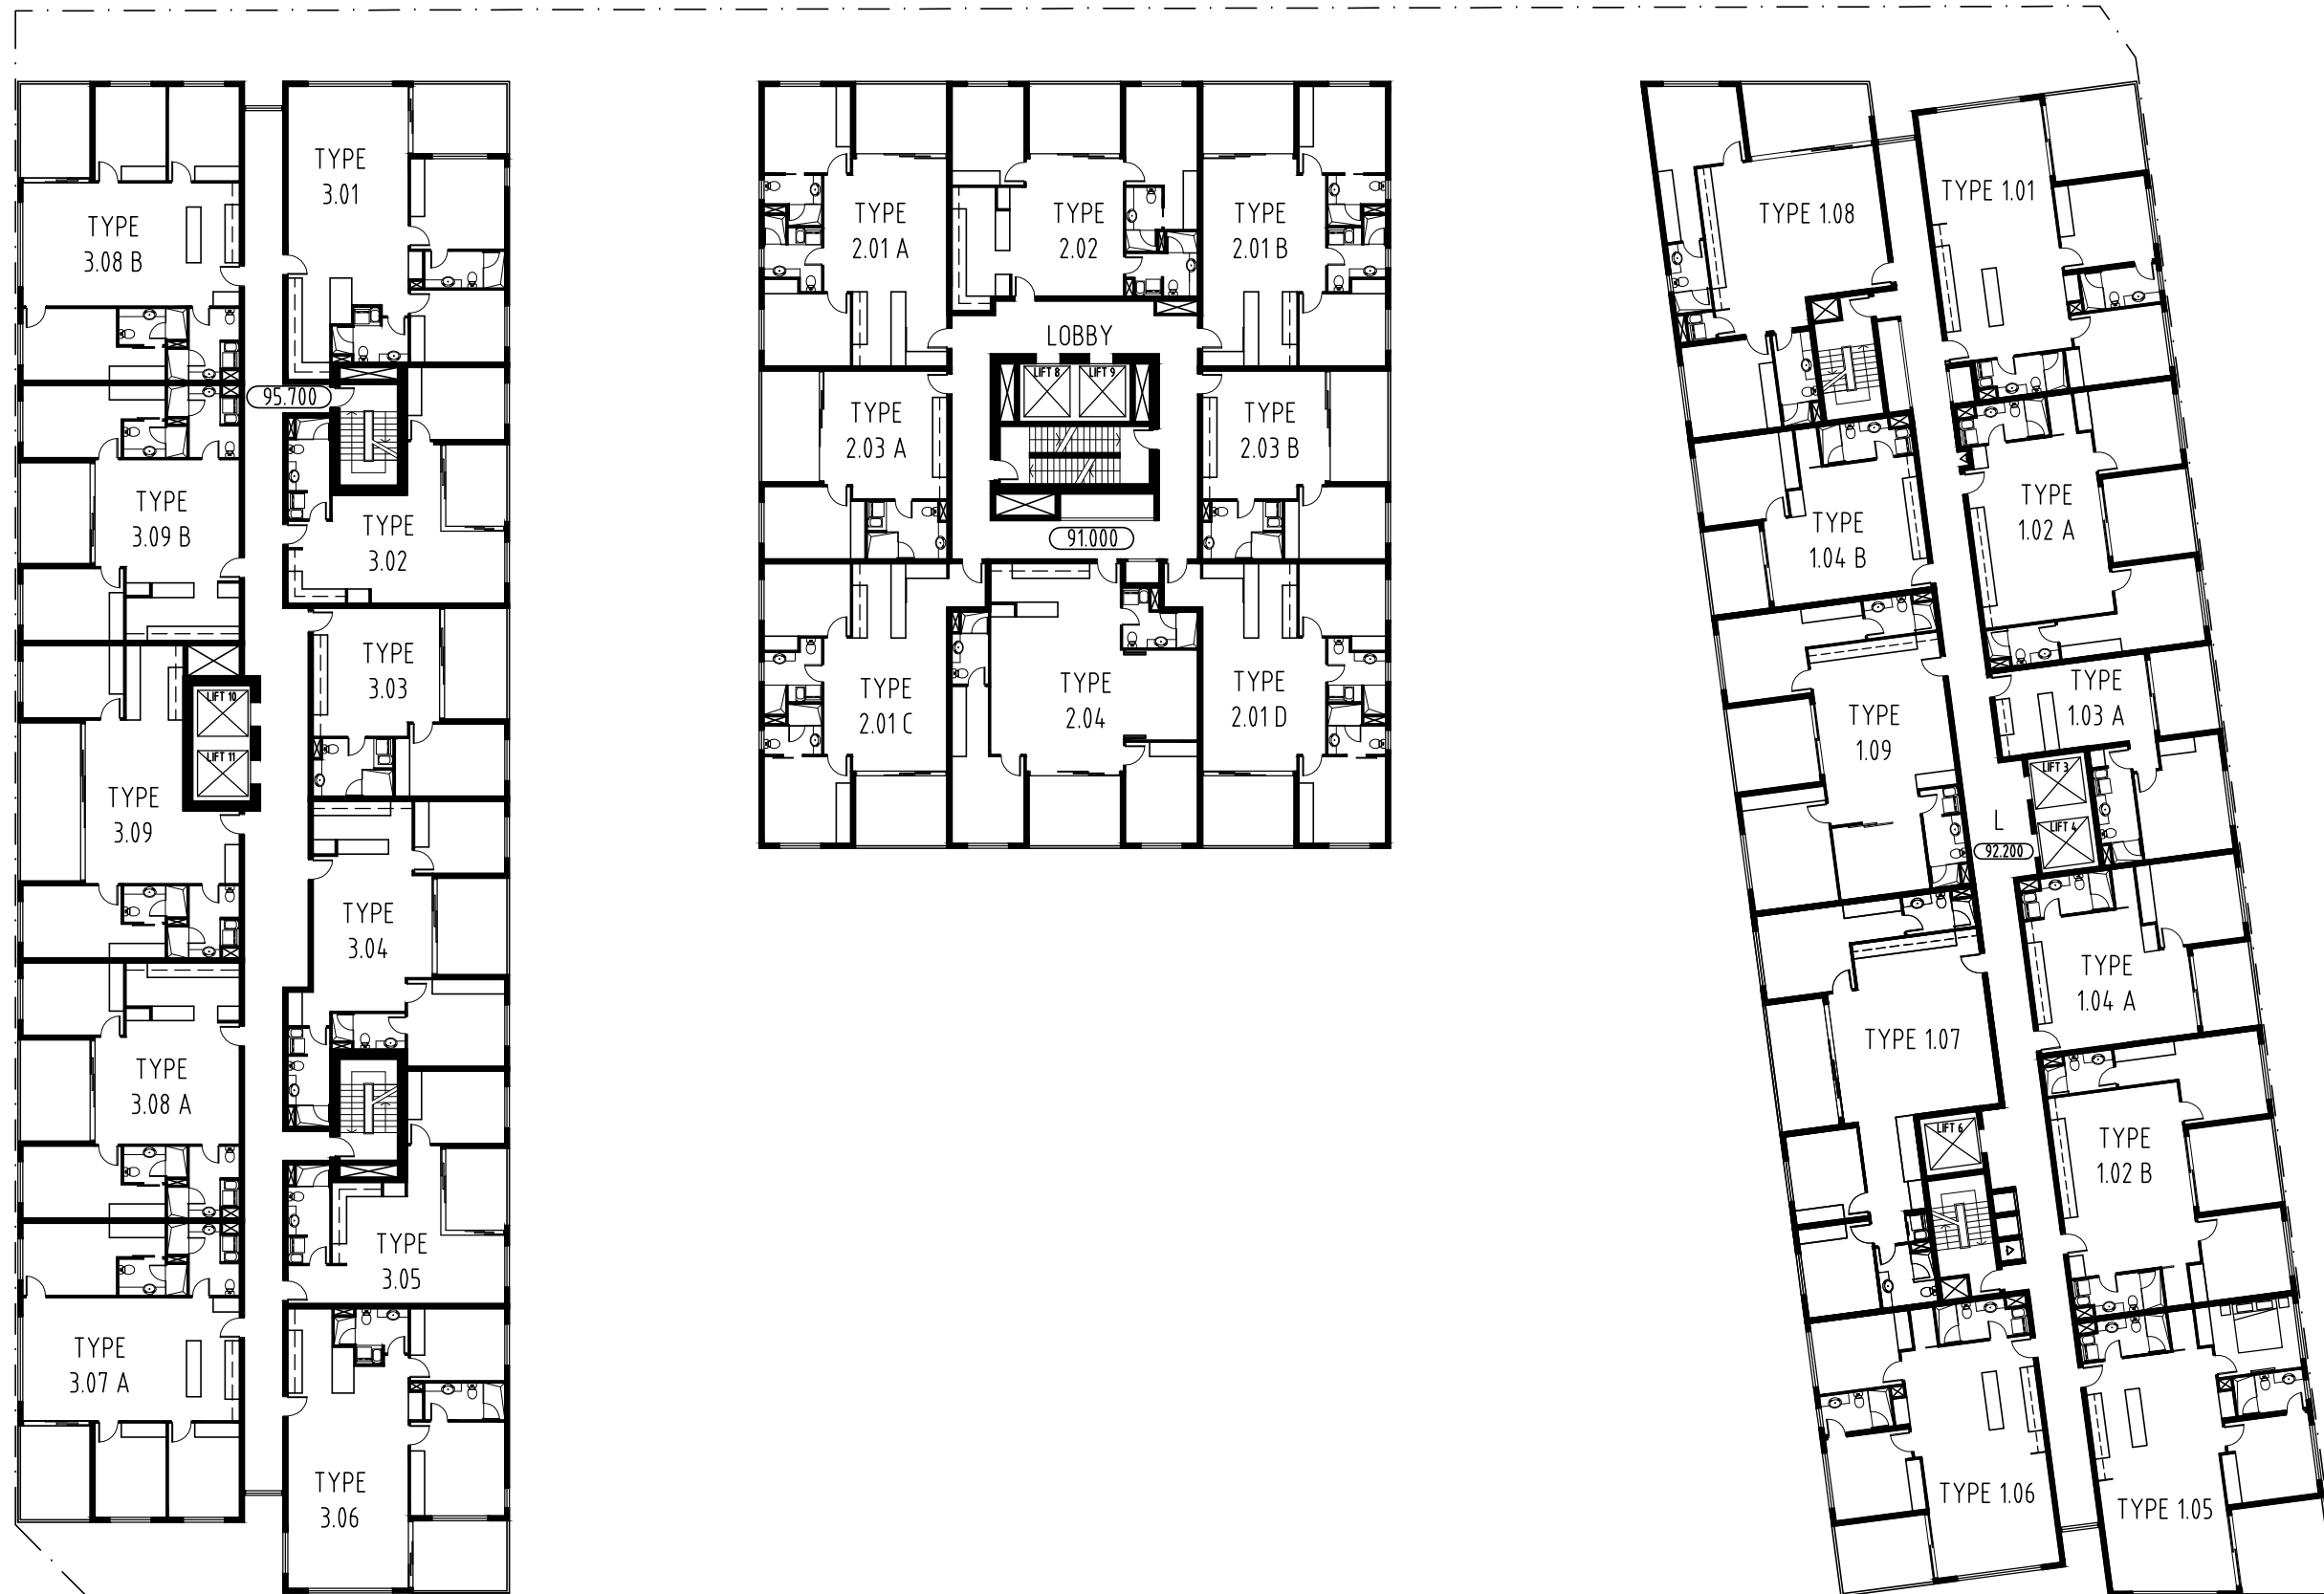 TYPE
3.08 B
TYPE
3.01
95.700
TYPE
3.09 B
TYPE
3.02
TYPE
3.03
LIFT 10
LIFT 11
TYPE
3.09
TYPE
3.04
TYPE
3.08 A
TYPE
3.05
TYPE
3.07 A
TYPE
3.06
TYPE
2.01 A
TYPE
2.02
TYPE
2.01 B
LOBBY
LIFT 8
LIFT 9
TYPE
2.03 A
TYPE
2.03 B
91.000
TYPE
2.01 C
TYPE
2.04
TYPE
2.01 D
TYPE 1.08
TYPE 1.01
TYPE
1.04 B
TYPE
1.02 A
TYPE
1.03 A
TYPE
1.09
LIFT 3
L
LIFT 4
92.200
TYPE
1.04 A
TYPE 1.07
LIFT 6
TYPE
1.02 B
TYPE 1.06
TYPE 1.05